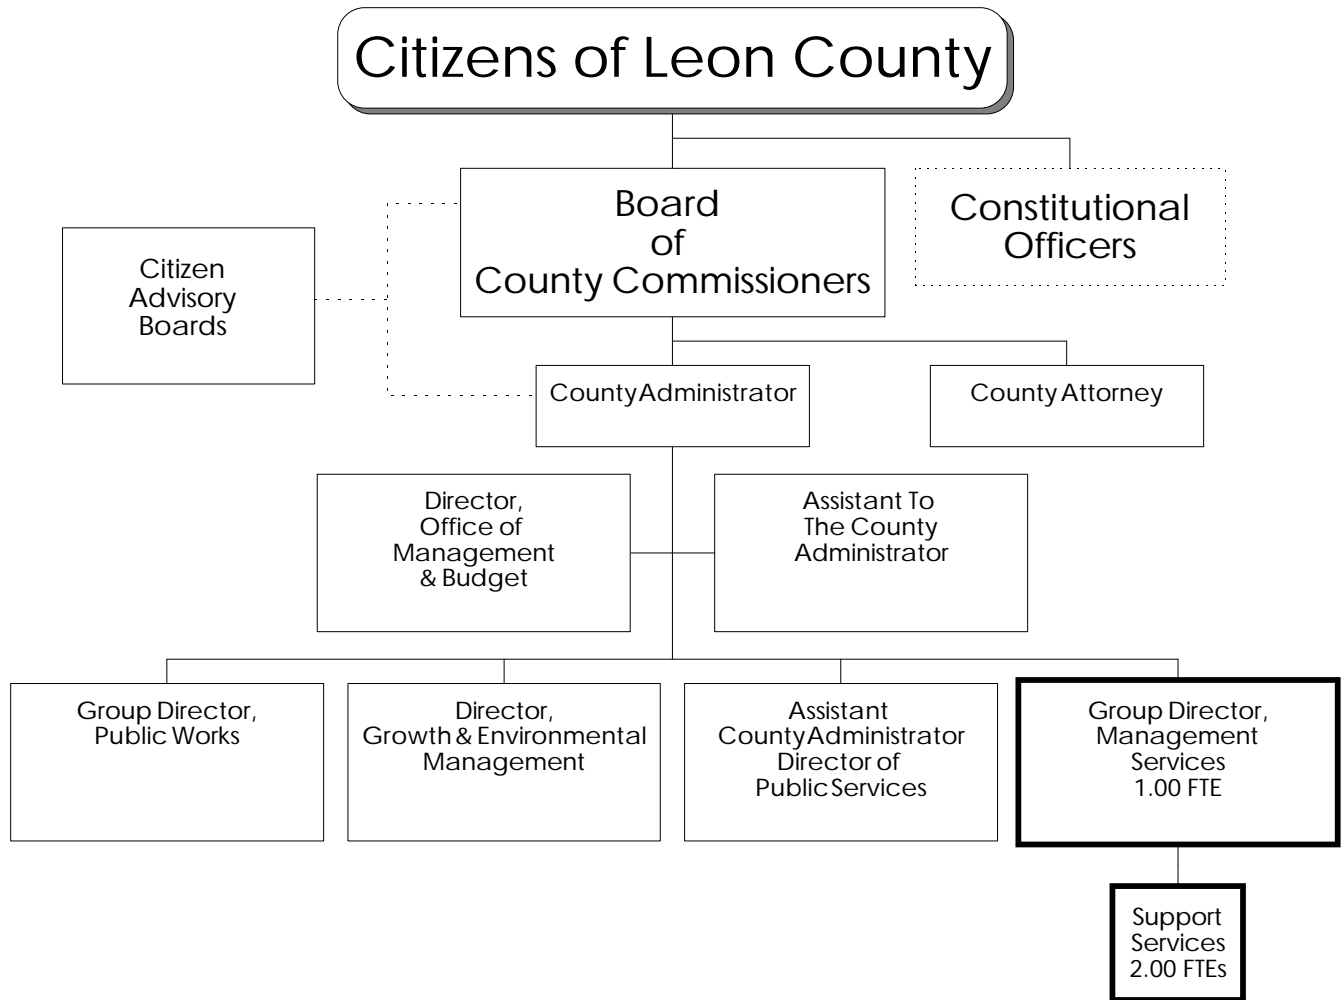 Citizens of Leon County
Board
of
County Commissioners
Constitutional
Officers
Citizen
Advisory
Boards
County Administrator
County Attorney
Director,
Office of
Management
& Budget
Assistant To
The County
Administrator
Group Director,
Public Works
Director,
Growth & Environmental
Management
Assistant
County Administrator
Director of
Public Services
Group Director,
Management
Services
1.00 FTE
Support
Services
2.00 FTEs